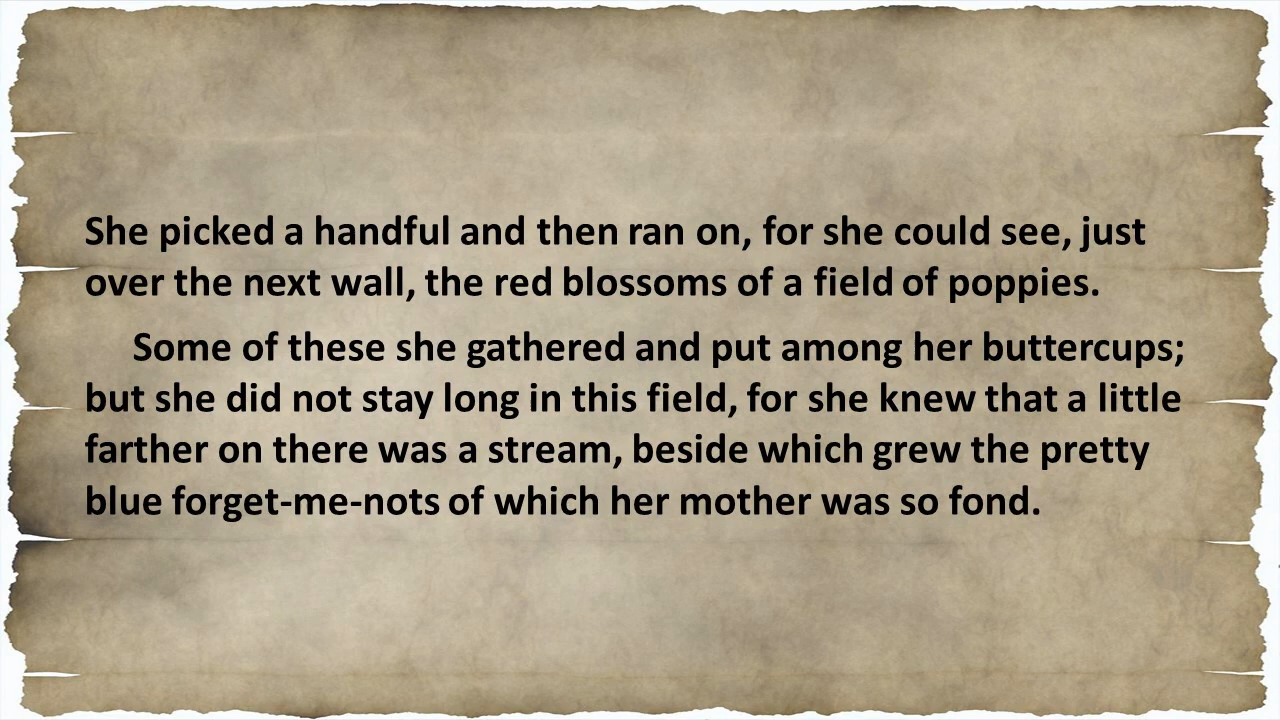 She picked a handful and then ran on, for she could see, just
over the next wall, the red blossoms of a field of poppies.
Some of these she gathered and put among her buttercups;
but she did not stay long in this field, for she knew that a little
farther on there was a stream, beside which grew the pretty
blue forget-me-nots of which her mother was so fond.